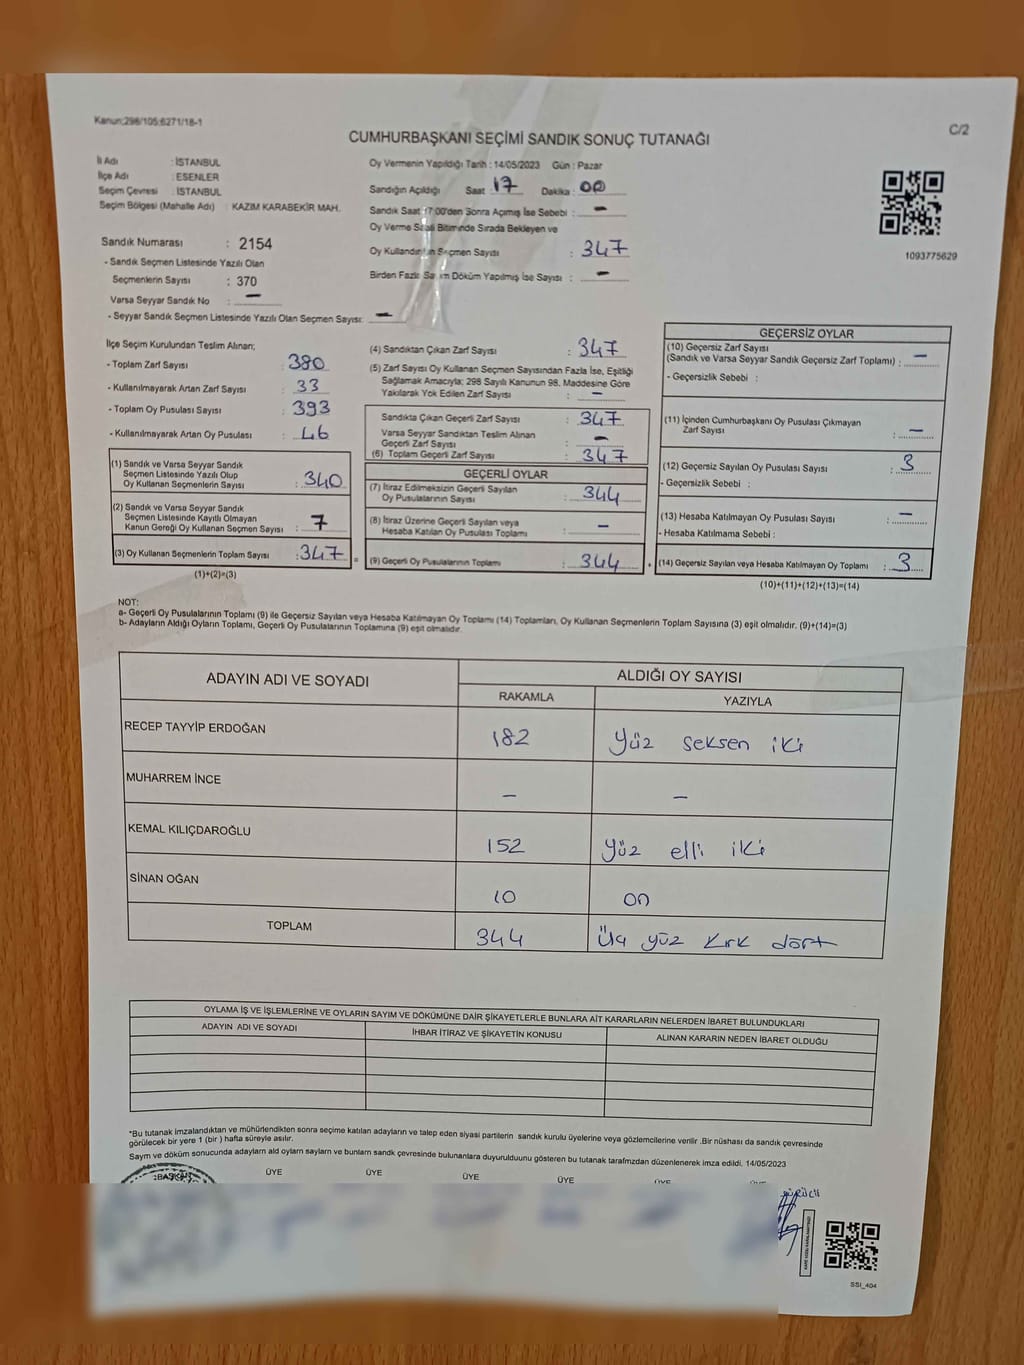 Kanun;298/105;6271/18-1
C/2
CUMHURBAŞKANI SEÇİMİ SANDIK SONUÇ TUTANAĞI
İl Adı : İSTANBUL
İlçe Adı : ESENLER
Seçim Çevresi : İSTANBUL
Seçim Bölgesi (Mahalle Adı) : KAZIM KARABEKİR MAH.
Sandık Numarası : 2154
- Sandık Seçmen Listesinde Yazılı Olan
Seçmenlerin Sayısı : 370
Varsa Seyyar Sandık No : —
- Seyyar Sandık Seçmen Listesinde Yazılı Olan Seçmen Sayısı: —
Oy Vermenin Yapıldığı Tarih : 14/05/2023 Gün : Pazar
Sandığın Açıldığı Saat : 17 Dakika : 00
Sandık Saat 17:00'den Sonra Açımış İse Sebebi : —
Oy Verme Saati Bitiminde Sırada Bekleyen ve
Oy Kullandırılan Seçmen Sayısı : 347
Birden Fazla Sayım Döküm Yapılmış İse Sayısı : —
1093775629
İlçe Seçim Kurulundan Teslim Alınan;
- Toplam Zarf Sayısı : 380
- Kullanılmayarak Artan Zarf Sayısı : 33
- Toplam Oy Pusulası Sayısı : 393
- Kullanılmayarak Artan Oy Pusulası : 46
(1) Sandık ve Varsa Seyyar Sandık
Seçmen Listesinde Yazılı Olup
Oy Kullanan Seçmenlerin Sayısı : 340
(2) Sandık ve Varsa Seyyar Sandık
Seçmen Listesinde Kayıtlı Olmayan
Kanun Gereği Oy Kullanan Seçmen Sayısı : 7
(3) Oy Kullanan Seçmenlerin Toplam Sayısı : 347
(1)+(2)=(3)
(4) Sandıktan Çıkan Zarf Sayısı : 347
(5) Zarf Sayısı Oy Kullanan Seçmen Sayısından Fazla İse, Eşitliği
Sağlamak Amacıyla; 298 Sayılı Kanunun 98. Maddesine Göre
Yakılarak Yok Edilen Zarf Sayısı : —
Sandıkta Çıkan Geçerli Zarf Sayısı : 347
Varsa Seyyar Sandıktan Teslim Alınan
Geçerli Zarf Sayısı : —
(6) Toplam Geçerli Zarf Sayısı : 347
GEÇERLİ OYLAR
(7) İtiraz Edilmeksizin Geçerli Sayılan
Oy Pusulalarının Sayısı : 344
(8) İtiraz Üzerine Geçerli Sayılan veya
Hesaba Katılan Oy Pusulası Toplamı : —
(9) Geçerli Oy Pusulalarının Toplamı : 344
GEÇERSİZ OYLAR
(10) Geçersiz Zarf Sayısı
(Sandık ve Varsa Seyyar Sandık Geçersiz Zarf Toplamı) : —
- Geçersizlik Sebebi :
(11) İçinden Cumhurbaşkanı Oy Pusulası Çıkmayan
Zarf Sayısı : —
(12) Geçersiz Sayılan Oy Pusulası Sayısı : 3
- Geçersizlik Sebebi :
(13) Hesaba Katılmayan Oy Pusulası Sayısı : —
- Hesaba Katılmama Sebebi :
(14) Geçersiz Sayılan veya Hesaba Katılmayan Oy Toplamı : 3
(10)+(11)+(12)+(13)=(14)
NOT:
a- Geçerli Oy Pusulalarının Toplamı (9) ile Geçersiz Sayılan veya Hesaba Katılmayan Oy Toplamı (14) Toplamları, Oy Kullanan Seçmenlerin Toplam Sayısına (3) eşit olmalıdır. (9)+(14)=(3)
b- Adayların Aldığı Oyların Toplamı, Geçerli Oy Pusulalarının Toplamına (9) eşit olmalıdır.
ADAYIN ADI VE SOYADI ALDIĞI OY SAYISI
RAKAMLA YAZIYLA
RECEP TAYYİP ERDOĞAN 182 Yüz seksen iki
MUHARREM İNCE — —
KEMAL KILIÇDAROĞLU 152 Yüz elli iki
SİNAN OĞAN 10 on
TOPLAM 344 Üç yüz kırk dört
OYLAMA İŞ VE İŞLEMLERİNE VE OYLARIN SAYIM VE DÖKÜMÜNE DAİR ŞİKAYETLERLE BUNLARA AİT KARARLARIN NELERDEN İBARET BULUNDUKLARI
ADAYIN ADI VE SOYADI İHBAR İTİRAZ VE ŞİKAYETİN KONUSU ALINAN KARARIN NEDEN İBARET OLDUĞU
*Bu tutanak imzalandıktan ve mühürlendikten sonra seçime katılan adayların ve talep eden siyasi partilerin sandık kurulu üyelerine veya gözlemcilerine verilir .Bir nüshası da sandık çevresinde
görülecek bir yere 1 (bir ) hafta süreyle asılır.
Sayım ve döküm sonucunda adayların ald oyların sayların ve bunların sandk çevresinde bulunanlara duyurulduunu gösteren bu tutanak tarafmzdan düzenlenerek imza edildi. 14/05/2023
BAŞKAN ÜYE ÜYE ÜYE ÜYE ÜYE ÜYE
SSI_404